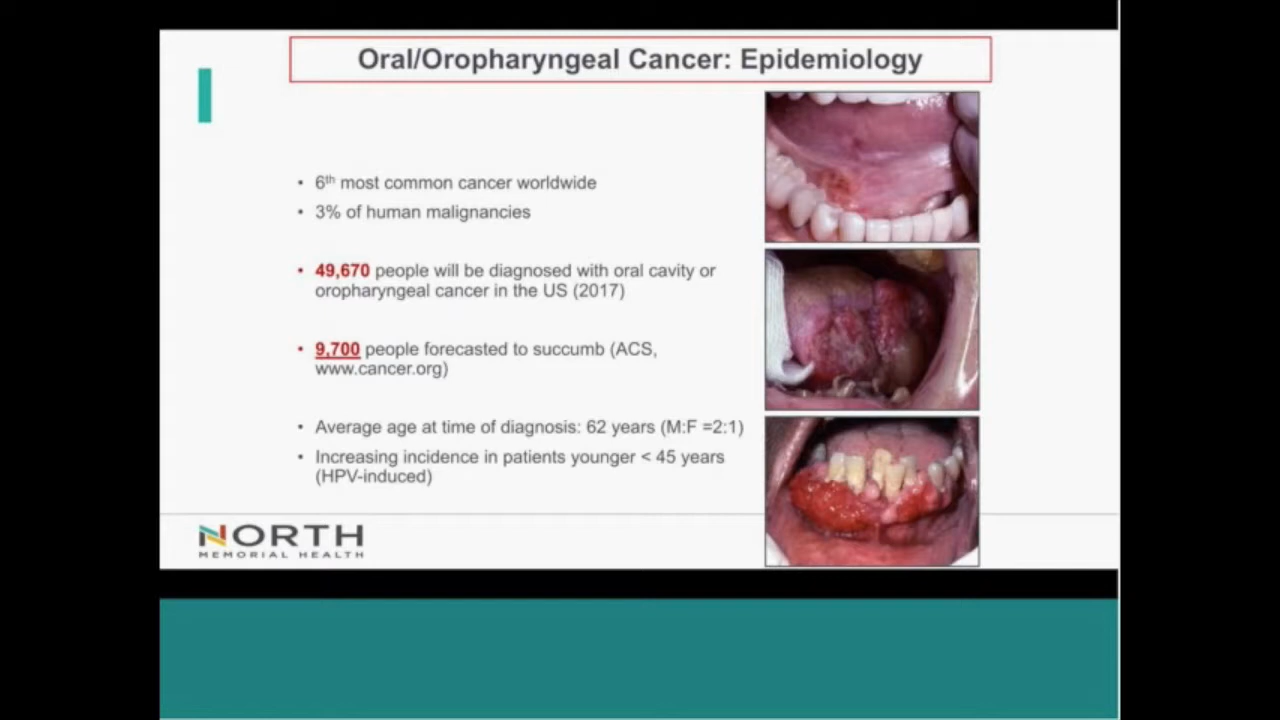 Oral/Oropharyngeal Cancer: Epidemiology
• 6th most common cancer worldwide
• 3% of human malignancies
• 49,670 people will be diagnosed with oral cavity or
oropharyngeal cancer in the US (2017)
• 9,700 people forecasted to succumb (ACS,
www.cancer.org)
• Average age at time of diagnosis: 62 years (M:F =2:1)
• Increasing incidence in patients younger < 45 years
(HPV-induced)
NORTH
MEMORIAL HEALTH